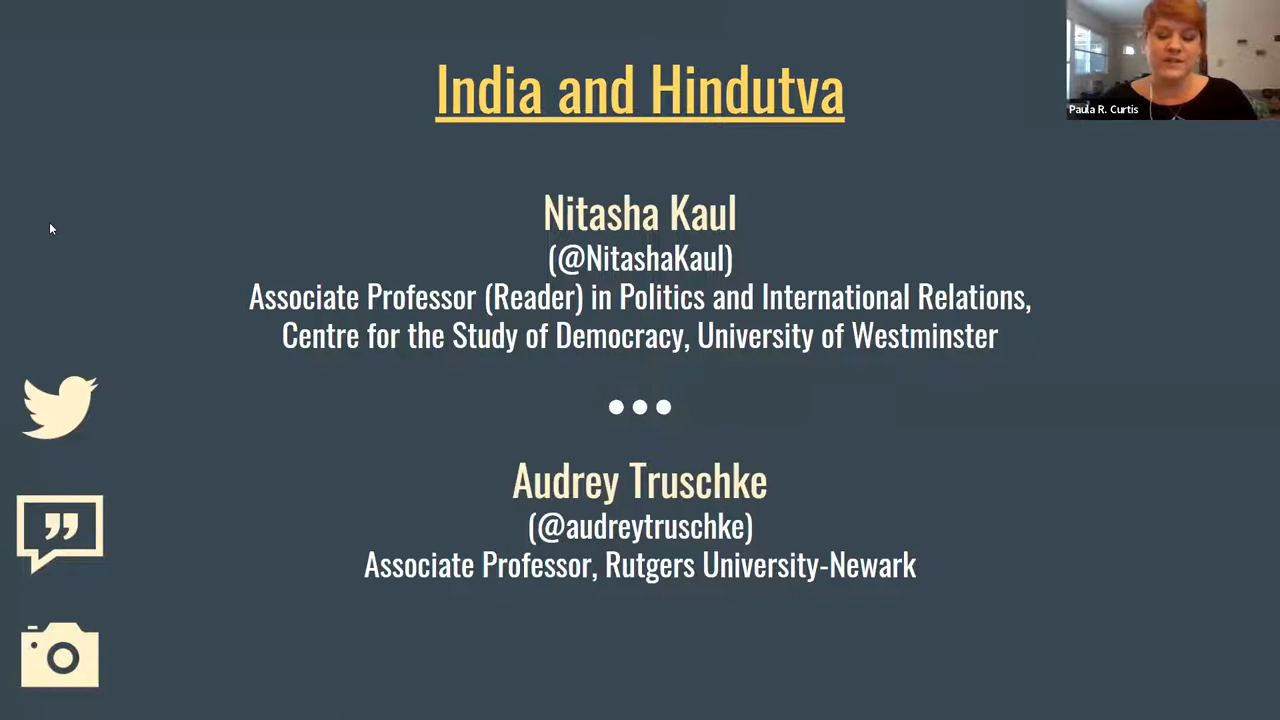 India and Hindutva
Paula R. Curtis
Nitasha Kaul
(@NitashaKaul)
Associate Professor (Reader) in Politics and International Relations,
Centre for the Study of Democracy, University of Westminster
Audrey Truschke
(@audreytruschke)
Associate Professor, Rutgers University-Newark